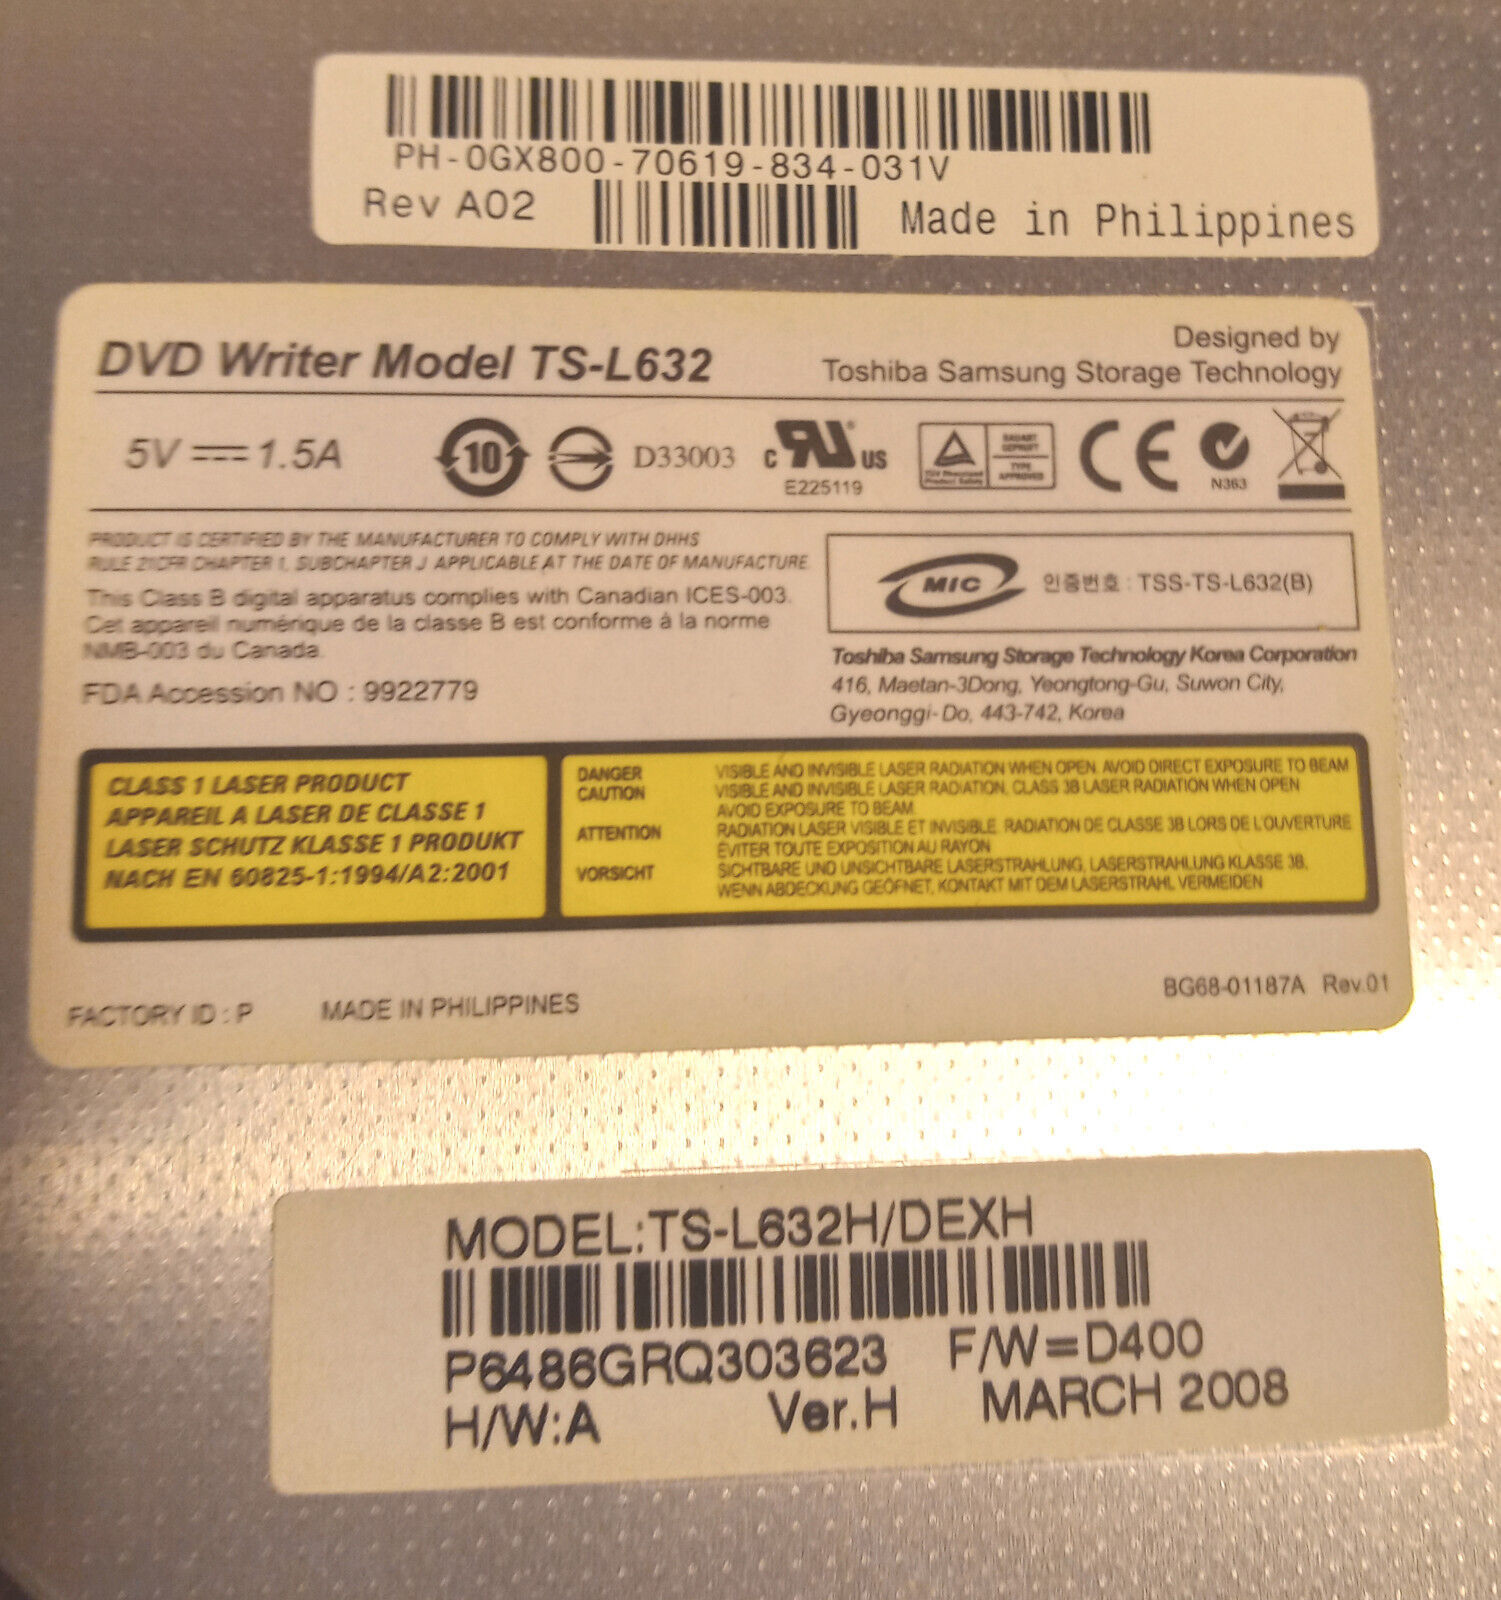 PH-0GX800-70619-834-031V
Rev A02 Made in Philippines
DVD Writer Model TS-L632
Designed by
Toshiba Samsung Storage Technology
5V 1.5A
10
D33003
C US
E225119
TYPE
APPROVED
CE
N363
PRODUCT IS CERTIFIED BY THE MANUFACTURER TO COMPLY WITH DHHS
RULE 21CFR CHAPTER 1, SUBCHAPTER J APPLICABLE AT THE DATE OF MANUFACTURE.
This Class B digital apparatus complies with Canadian ICES-003.
Cet appareil numérique de la classe B est conforme à la norme
NMB-003 du Canada.
FDA Accession NO : 9922779
MIC 인증번호 : TSS-TS-L632(B)
Toshiba Samsung Storage Technology Korea Corporation
416, Maetan-3Dong, Yeongtong-Gu, Suwon City,
Gyeonggi-Do, 443-742, Korea
CLASS 1 LASER PRODUCT
APPAREIL A LASER DE CLASSE 1
LASER SCHUTZ KLASSE 1 PRODUKT
NACH EN 60825-1:1994/A2:2001
DANGER VISIBLE AND INVISIBLE LASER RADIATION WHEN OPEN. AVOID DIRECT EXPOSURE TO BEAM
CAUTION VISIBLE AND INVISIBLE LASER RADIATION, CLASS 3B LASER RADIATION WHEN OPEN
AVOID EXPOSURE TO BEAM.
ATTENTION RADIATION LASER VISIBLE ET INVISIBLE. RADIATION DE CLASSE 3B LORS DE L'OUVERTURE
ÉVITER TOUTE EXPOSITION AU RAYON
VORSICHT SICHTBARE UND UNSICHTBARE LASERSTRAHLUNG, LASERSTRAHLUNG KLASSE 3B,
WENN ABDECKUNG GEÖFNET, KONTAKT MIT DEM LASERSTRAHL VERMEIDEN
BG68-01187A Rev.01
FACTORY ID : P MADE IN PHILIPPINES
MODEL:TS-L632H/DEXH
P6486GRQ303623 F/W=D400
H/W:A Ver.H MARCH 2008